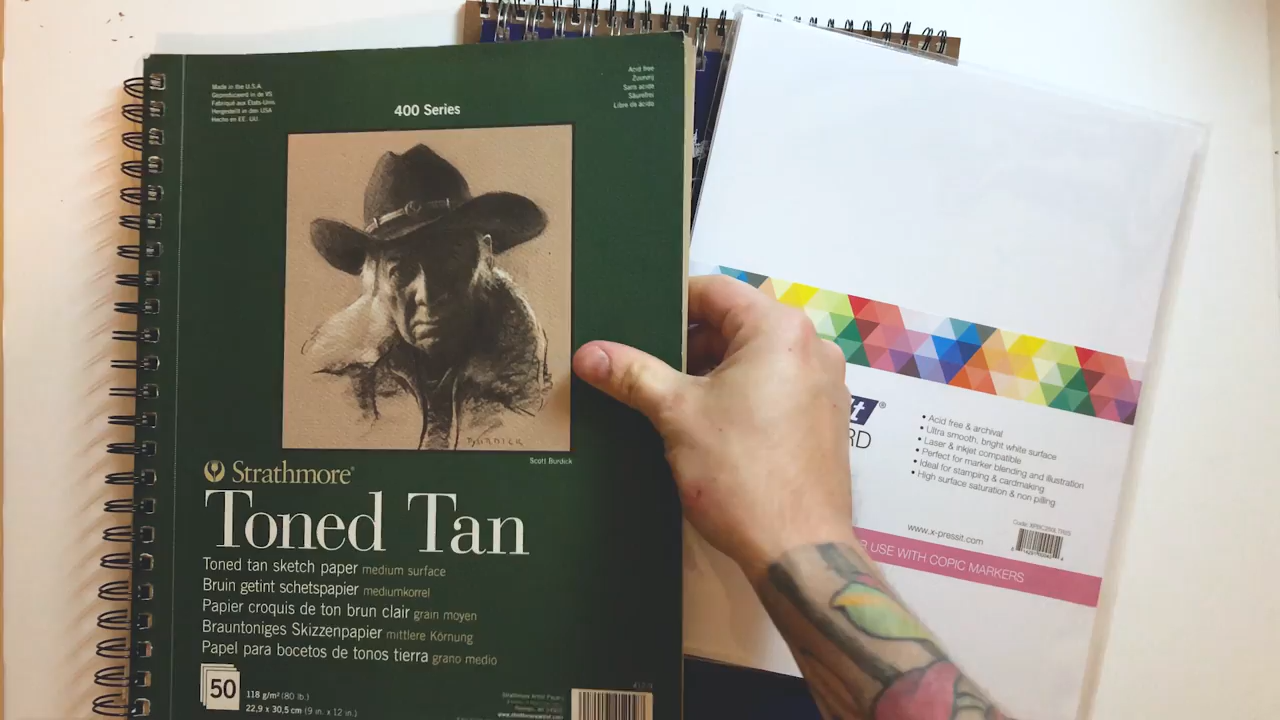 Made in the U.S.A.
Geproduceerd in de VS
Fabriqué aux États-Unis
Hergestellt in den USA
Hecho en EE. UU.
400 Series
Acid free
Zuurvrij
Sans acide
Säurefrei
Libre de ácido
BURDICK
Scott Burdick
Strathmore®
Toned Tan
Toned tan sketch paper medium surface
Bruin getint schetspapier mediumkorrel
Papier croquis de ton brun clair grain moyen
Brauntoniges Skizzenpapier mittlere Körnung
Papel para bocetos de tonos tierra grano medio
50
118 g/m² (80 lb.)
22,9 x 30,5 cm (9 in. x 12 in.)
it®
RD
• Acid free & archival
• Ultra smooth, bright white surface
• Laser & inkjet compatible
• Perfect for marker blending and illustration
• Ideal for stamping & cardmaking
• High surface saturation & non pilling
www.x-pressit.com
R USE WITH COPIC MARKERS